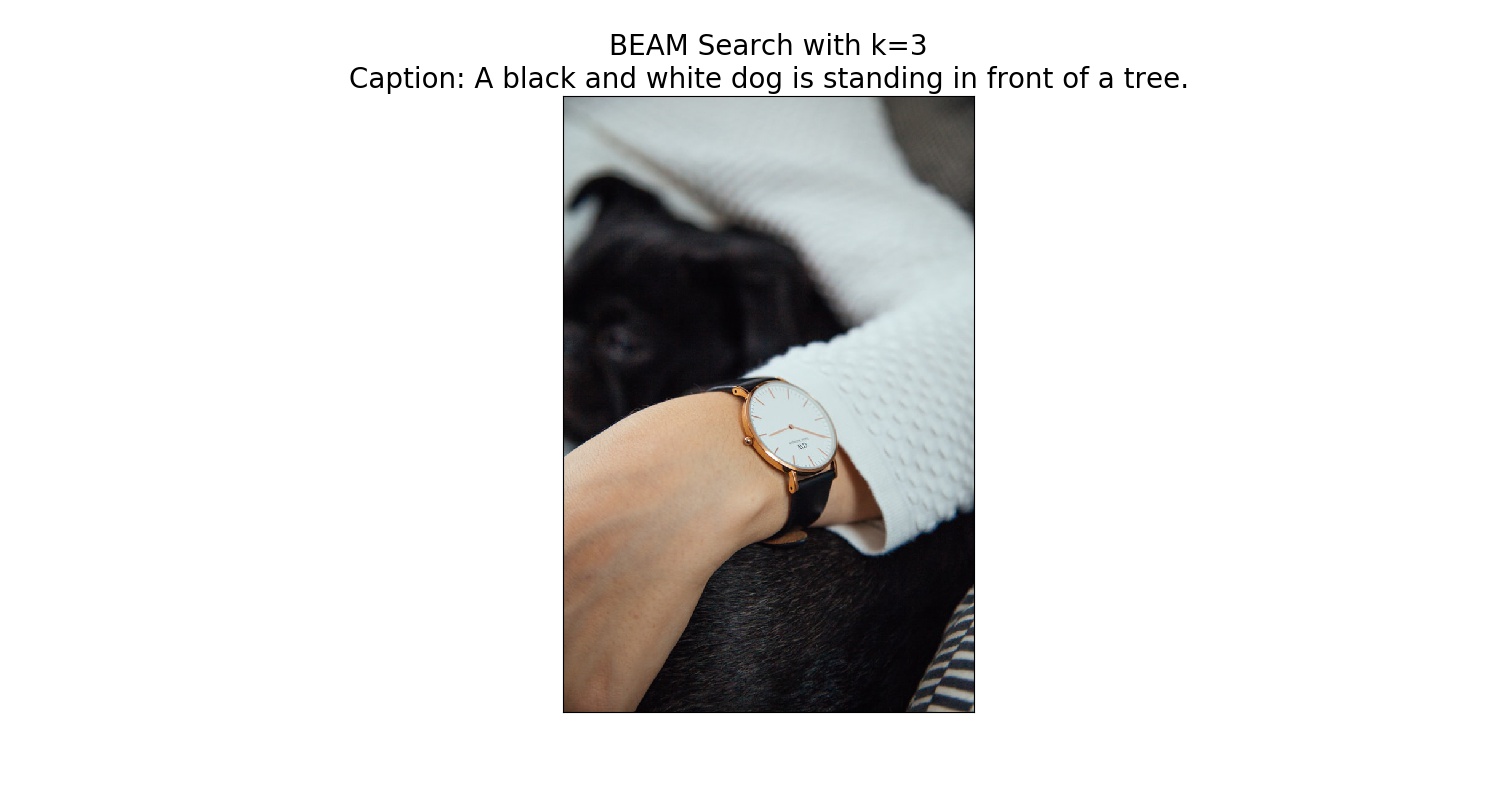 BEAM Search with k=3
Caption: A black and white dog is standing in front of a tree.